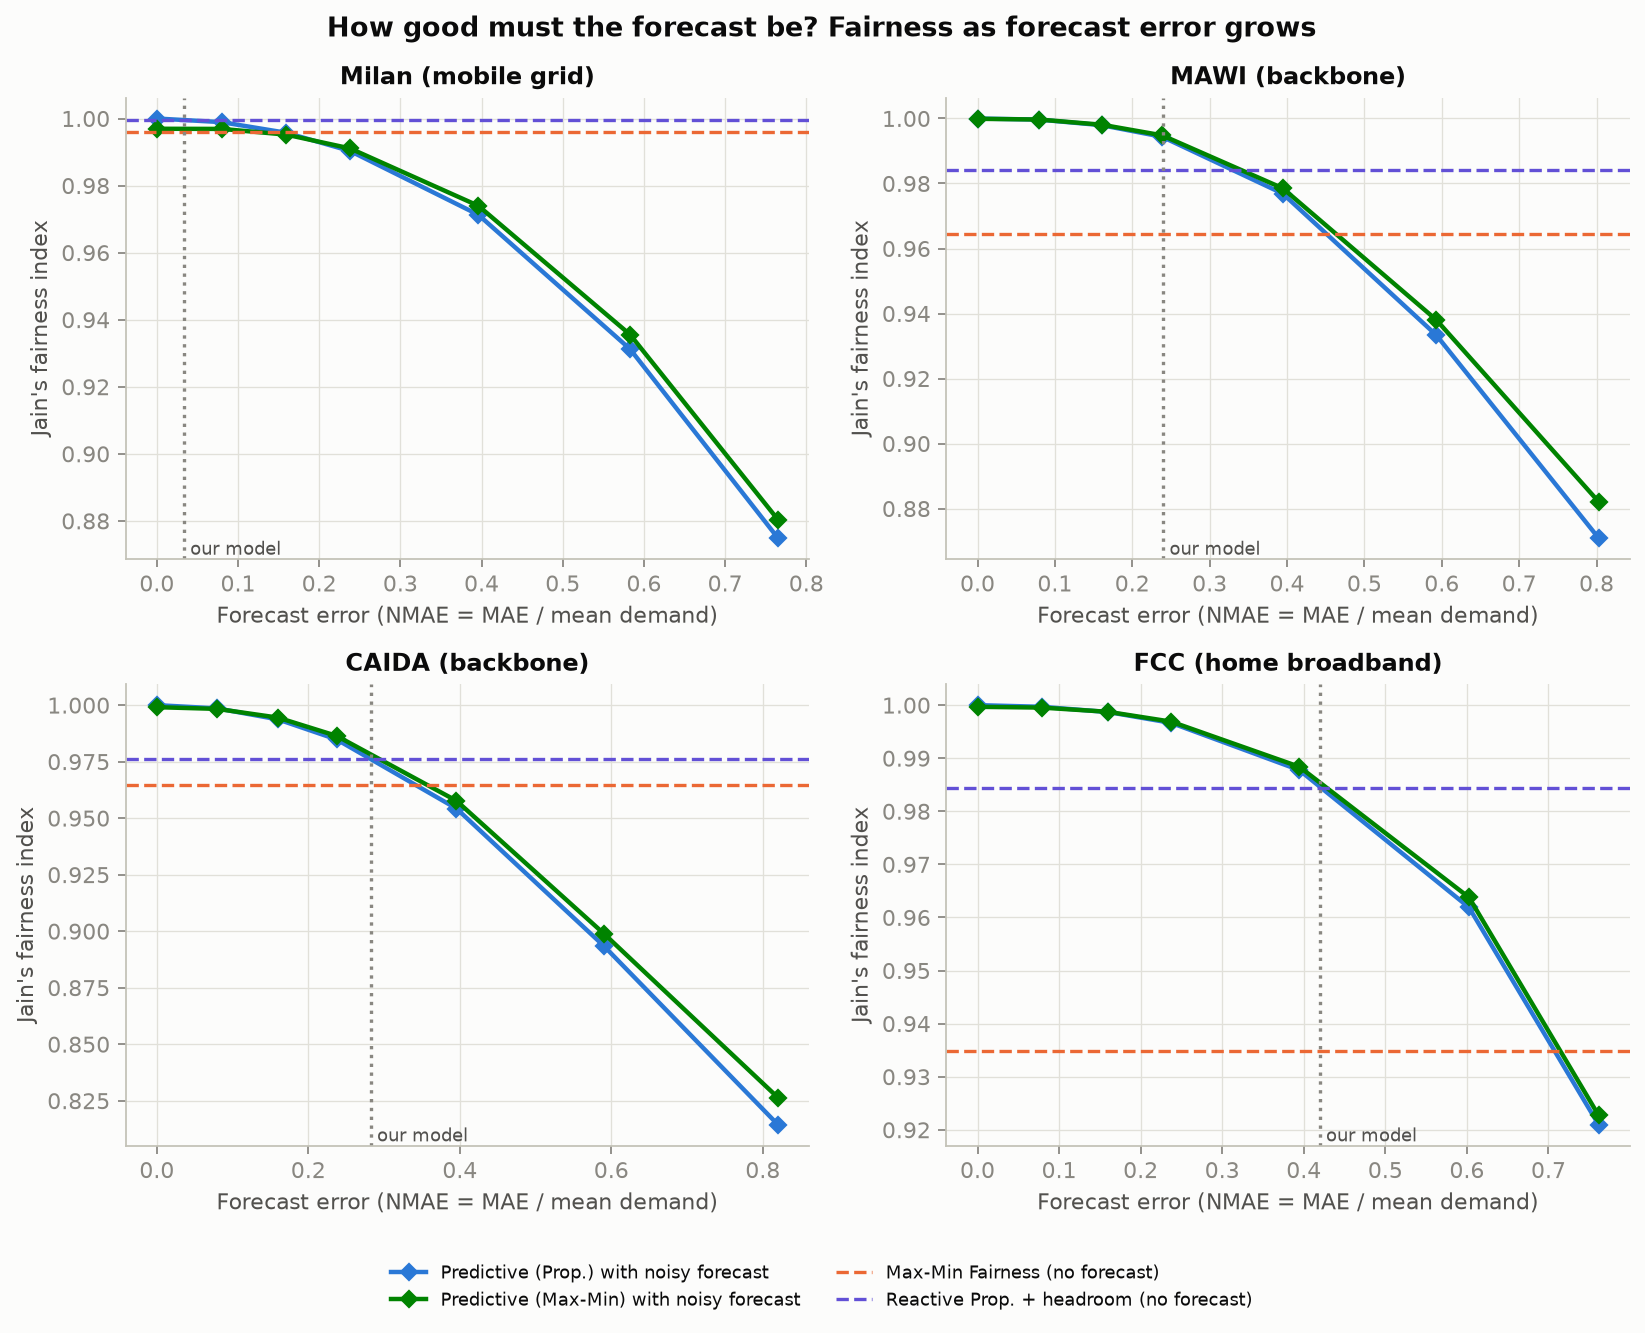 How good must the forecast be? Fairness as forecast error grows
Milan (mobile grid)
Jain's fairness index
1.00
0.98
0.96
0.94
0.92
0.90
0.88
our model
0.0 0.1 0.2 0.3 0.4 0.5 0.6 0.7 0.8
Forecast error (NMAE = MAE / mean demand)
MAWI (backbone)
Jain's fairness index
1.00
0.98
0.96
0.94
0.92
0.90
0.88
our model
0.0 0.1 0.2 0.3 0.4 0.5 0.6 0.7 0.8
Forecast error (NMAE = MAE / mean demand)
CAIDA (backbone)
Jain's fairness index
1.000
0.975
0.950
0.925
0.900
0.875
0.850
0.825
our model
0.0 0.2 0.4 0.6 0.8
Forecast error (NMAE = MAE / mean demand)
FCC (home broadband)
Jain's fairness index
1.00
0.99
0.98
0.97
0.96
0.95
0.94
0.93
0.92
our model
0.0 0.1 0.2 0.3 0.4 0.5 0.6 0.7
Forecast error (NMAE = MAE / mean demand)
Predictive (Prop.) with noisy forecast
Predictive (Max-Min) with noisy forecast
Max-Min Fairness (no forecast)
Reactive Prop. + headroom (no forecast)